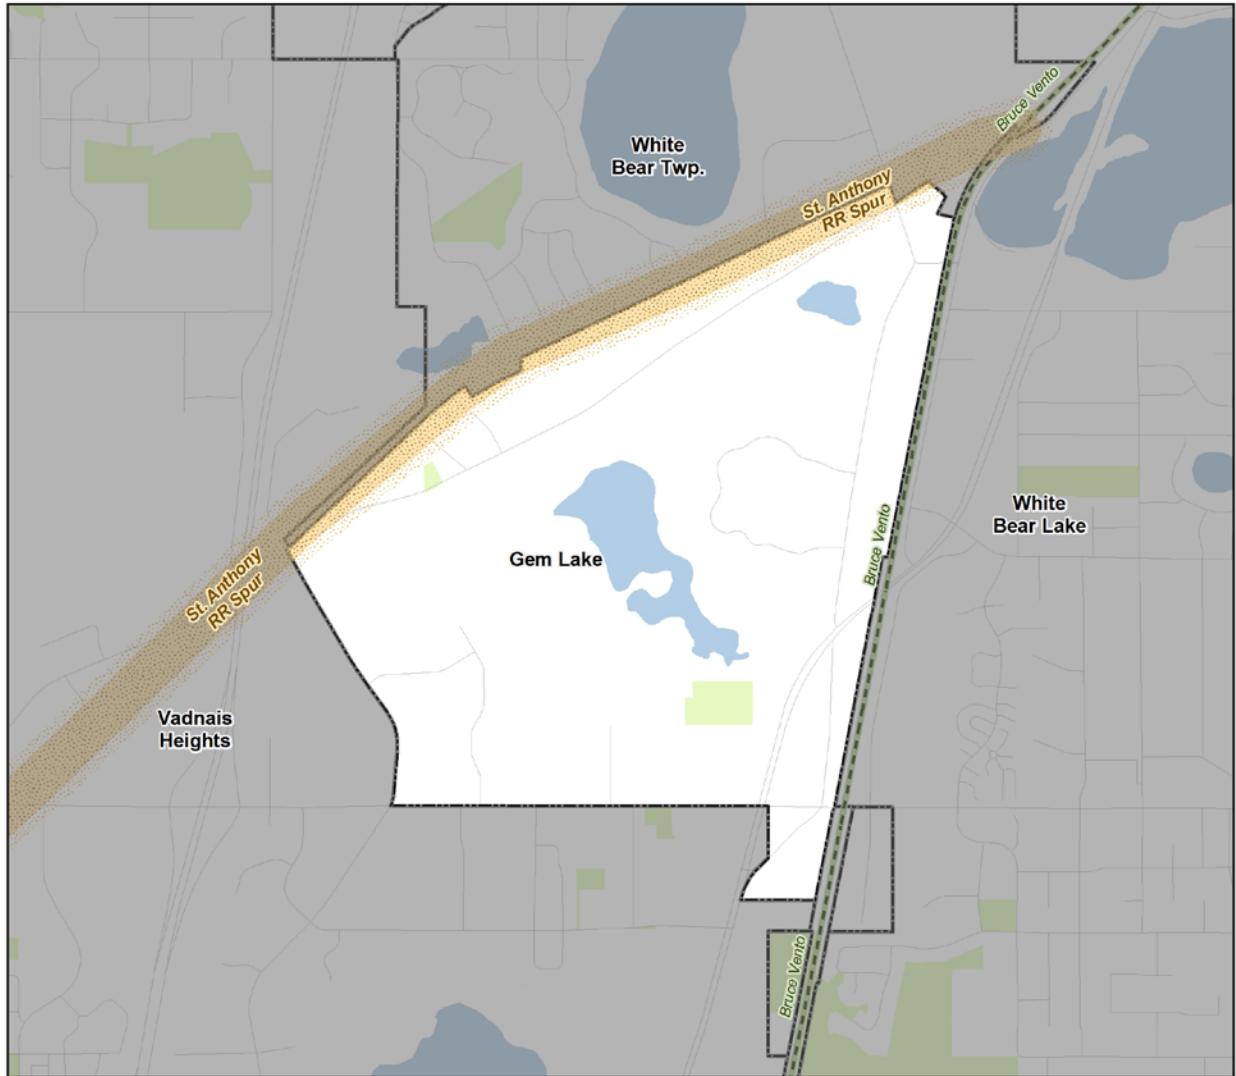 Bruce Vento
White
Bear Twp.
St. Anthony
RR Spur
White
Bear Lake
Bruce Vento
Gem Lake
St. Anthony
RR Spur
Vadnais
Heights
Bruce Vento